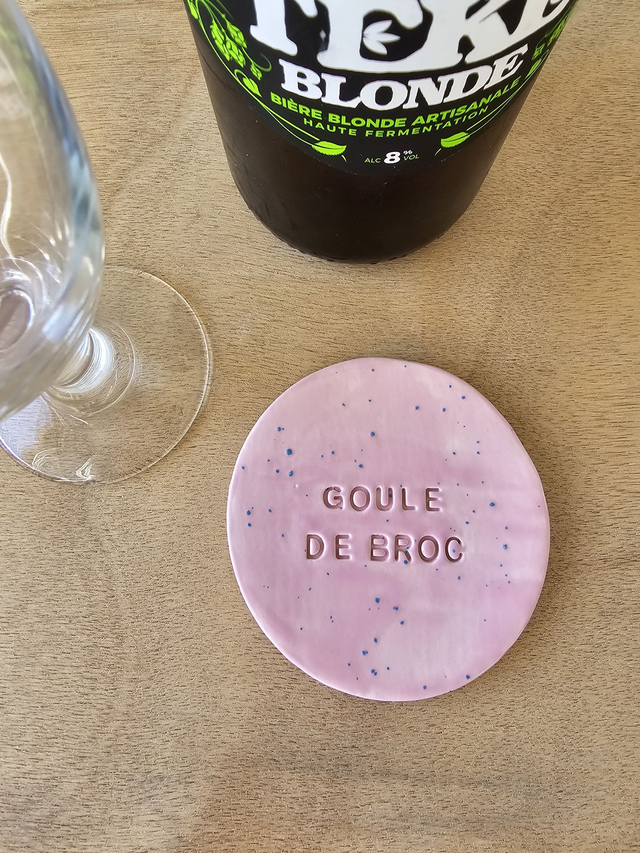 BLONDE
BIÈRE BLONDE ARTISANALE
HAUTE FERMENTATION
ALC 8% VOL
GOULE
DE BROC